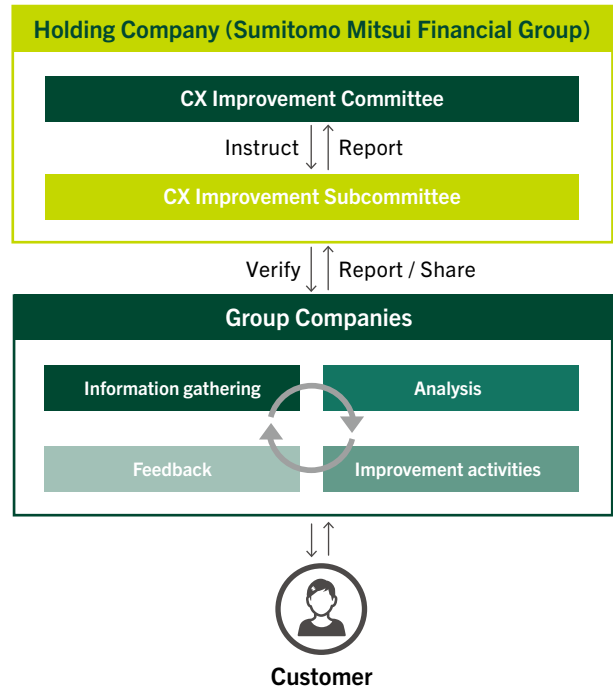 Holding Company (Sumitomo Mitsui Financial Group)
CX Improvement Committee
Instruct Report
CX Improvement Subcommittee
Verify Report / Share
Group Companies
Information gathering Analysis
Feedback Improvement activities
Customer